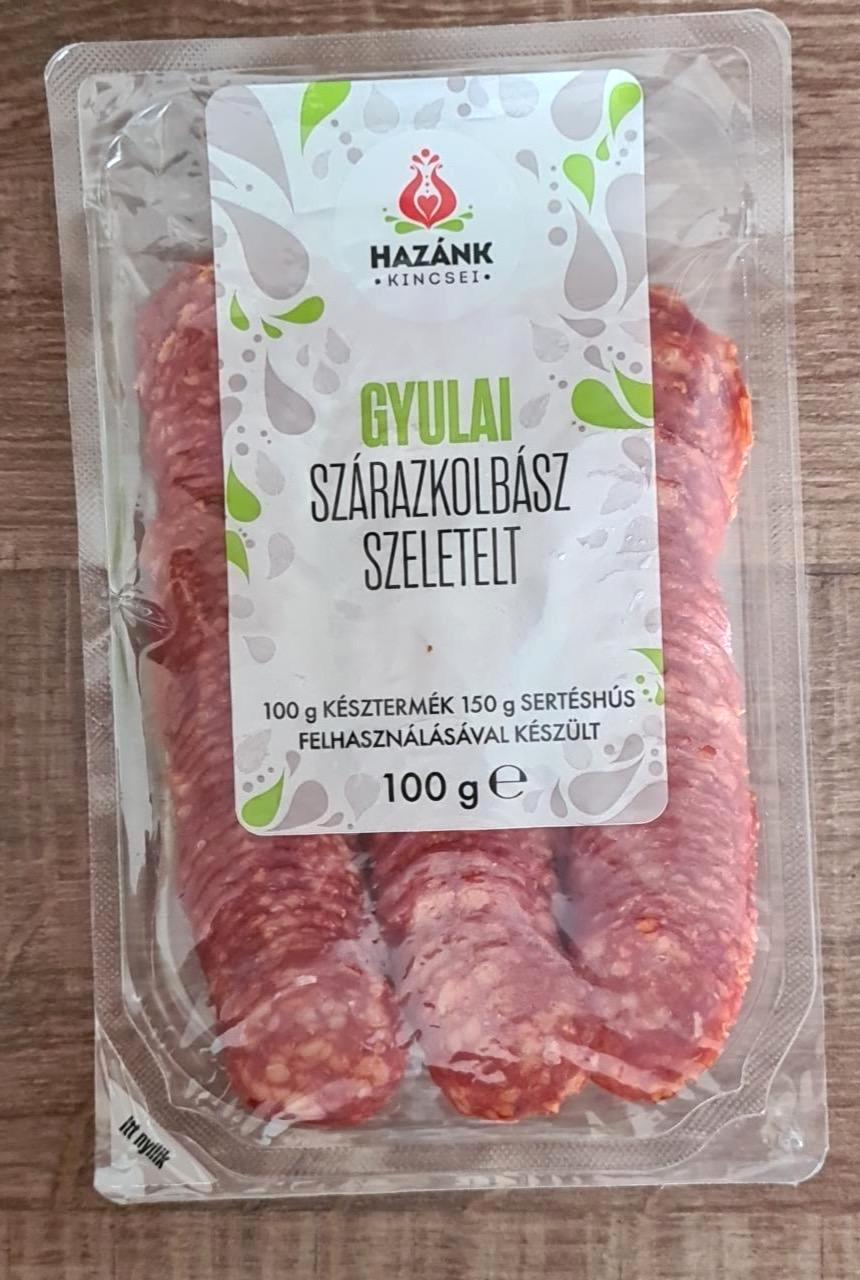 HAZÁNK
•KINCSEI•
GYULAI
SZÁRAZKOLBÁSZ
SZELETELT
100 g KÉSZTERMÉK 150 g SERTÉSHÚS
FELHASZNÁLÁSÁVAL KÉSZÜLT
100 g ℮
Itt nyílik